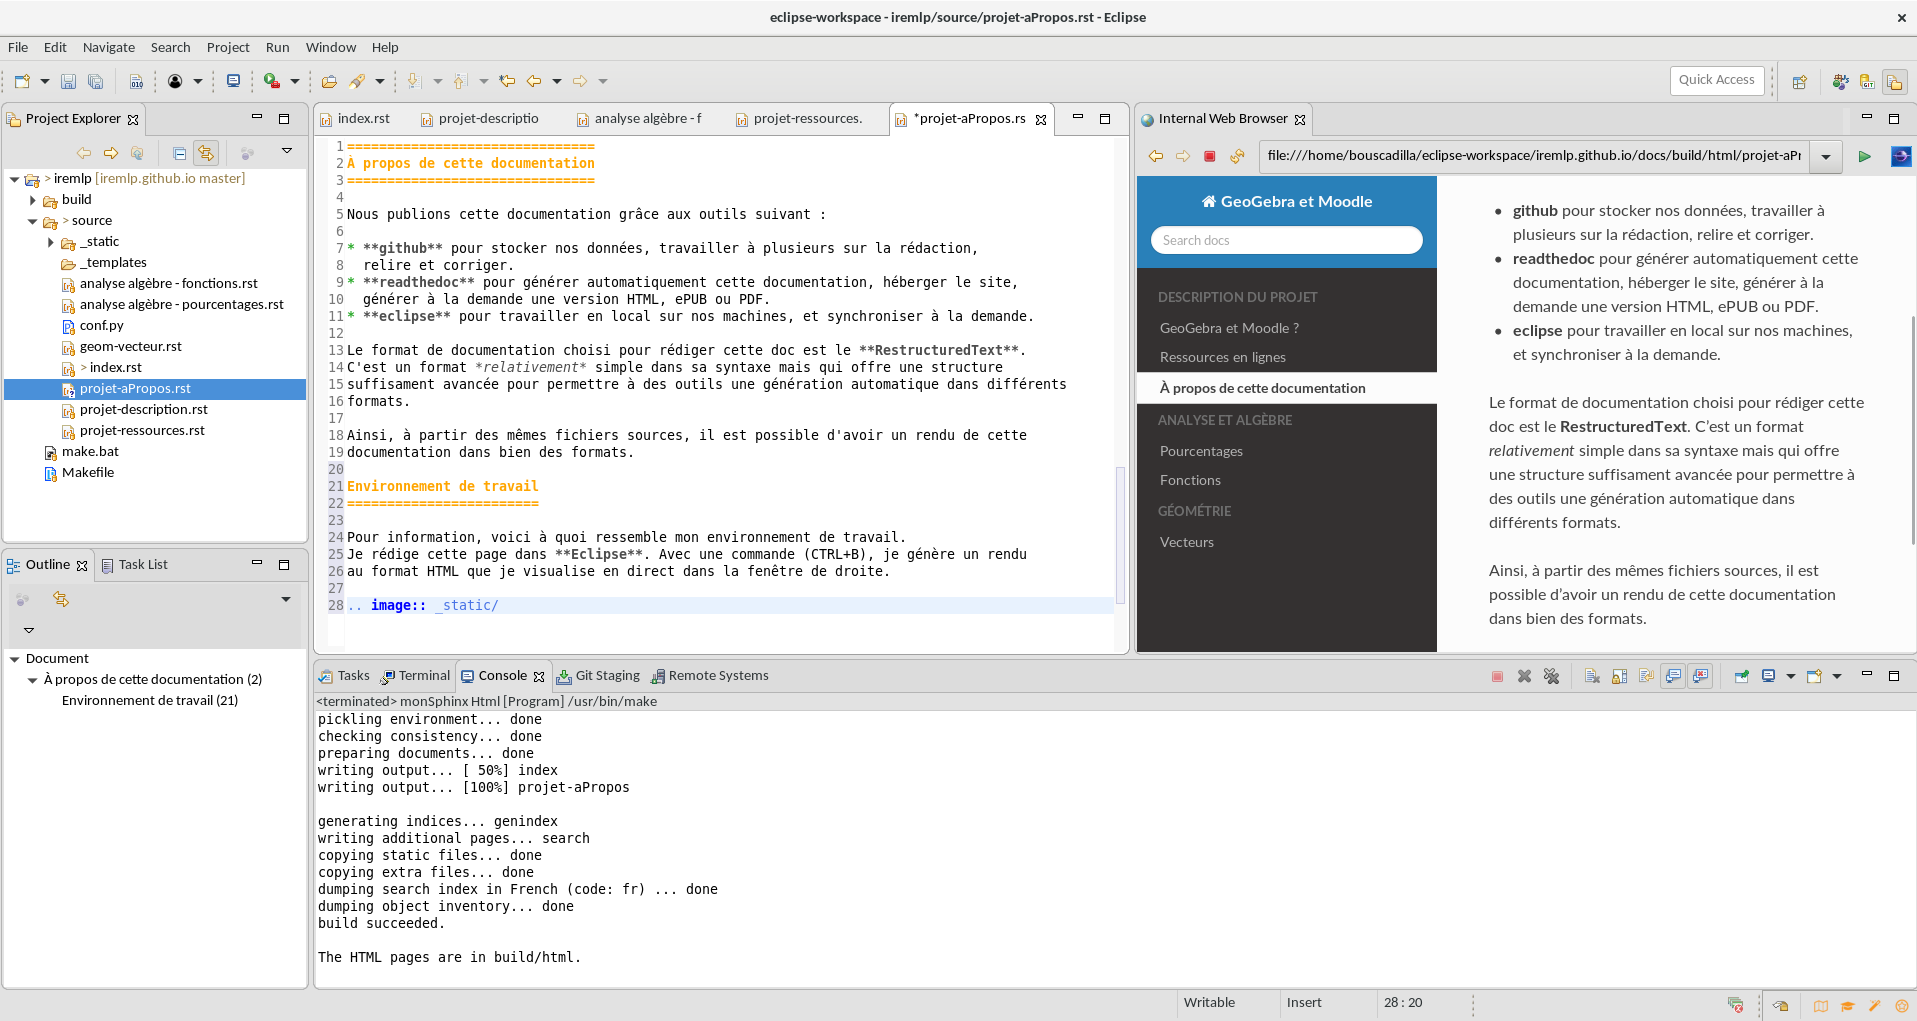 eclipse-workspace - iremlp/source/projet-aPropos.rst - Eclipse
File Edit Navigate Search Project Run Window Help
Quick Access
Project Explorer
> iremlp [iremlp.github.io master]
build
> source
_static
_templates
analyse algèbre - fonctions.rst
analyse algèbre - pourcentages.rst
conf.py
geom-vecteur.rst
> index.rst
projet-aPropos.rst
projet-description.rst
projet-ressources.rst
make.bat
Makefile
Outline Task List
Document
À propos de cette documentation (2)
Environnement de travail (21)
index.rst projet-descriptio analyse algèbre - f projet-ressources. *projet-aPropos.rs
1 ===============================
2 À propos de cette documentation
3 ===============================
4
5 Nous publions cette documentation grâce aux outils suivant :
6
7 * **github** pour stocker nos données, travailler à plusieurs sur la rédaction,
8 relire et corriger.
9 * **readthedoc** pour générer automatiquement cette documentation, héberger le site,
10 générer à la demande une version HTML, ePUB ou PDF.
11 * **eclipse** pour travailler en local sur nos machines, et synchroniser à la demande.
12
13 Le format de documentation choisi pour rédiger cette doc est le **RestructuredText**.
14 C'est un format *relativement* simple dans sa syntaxe mais qui offre une structure
15 suffisament avancée pour permettre à des outils une génération automatique dans différents
16 formats.
17
18 Ainsi, à partir des mêmes fichiers sources, il est possible d'avoir un rendu de cette
19 documentation dans bien des formats.
20
21 Environnement de travail
22 ========================
23
24 Pour information, voici à quoi ressemble mon environnement de travail.
25 Je rédige cette page dans **Eclipse**. Avec une commande (CTRL+B), je génère un rendu
26 au format HTML que je visualise en direct dans la fenêtre de droite.
27
28 .. image:: _static/
Internal Web Browser
file:///home/bouscadilla/eclipse-workspace/iremlp.github.io/docs/build/html/projet-aPr
GeoGebra et Moodle
Search docs
DESCRIPTION DU PROJET
GeoGebra et Moodle ?
Ressources en lignes
À propos de cette documentation
ANALYSE ET ALGÈBRE
Pourcentages
Fonctions
GÉOMÉTRIE
Vecteurs
• github pour stocker nos données, travailler à
plusieurs sur la rédaction, relire et corriger.
• readthedoc pour générer automatiquement cette
documentation, héberger le site, générer à la
demande une version HTML, ePUB ou PDF.
• eclipse pour travailler en local sur nos machines,
et synchroniser à la demande.
Le format de documentation choisi pour rédiger cette
doc est le RestructuredText. C'est un format
relativement simple dans sa syntaxe mais qui offre
une structure suffisament avancée pour permettre à
des outils une génération automatique dans
différents formats.
Ainsi, à partir des mêmes fichiers sources, il est
possible d'avoir un rendu de cette documentation
dans bien des formats.
Tasks Terminal Console Git Staging Remote Systems
<terminated> monSphinx Html [Program] /usr/bin/make
pickling environment... done
checking consistency... done
preparing documents... done
writing output... [ 50%] index
writing output... [100%] projet-aPropos
generating indices... genindex
writing additional pages... search
copying static files... done
copying extra files... done
dumping search index in French (code: fr) ... done
dumping object inventory... done
build succeeded.
The HTML pages are in build/html.
Writable Insert 28 : 20